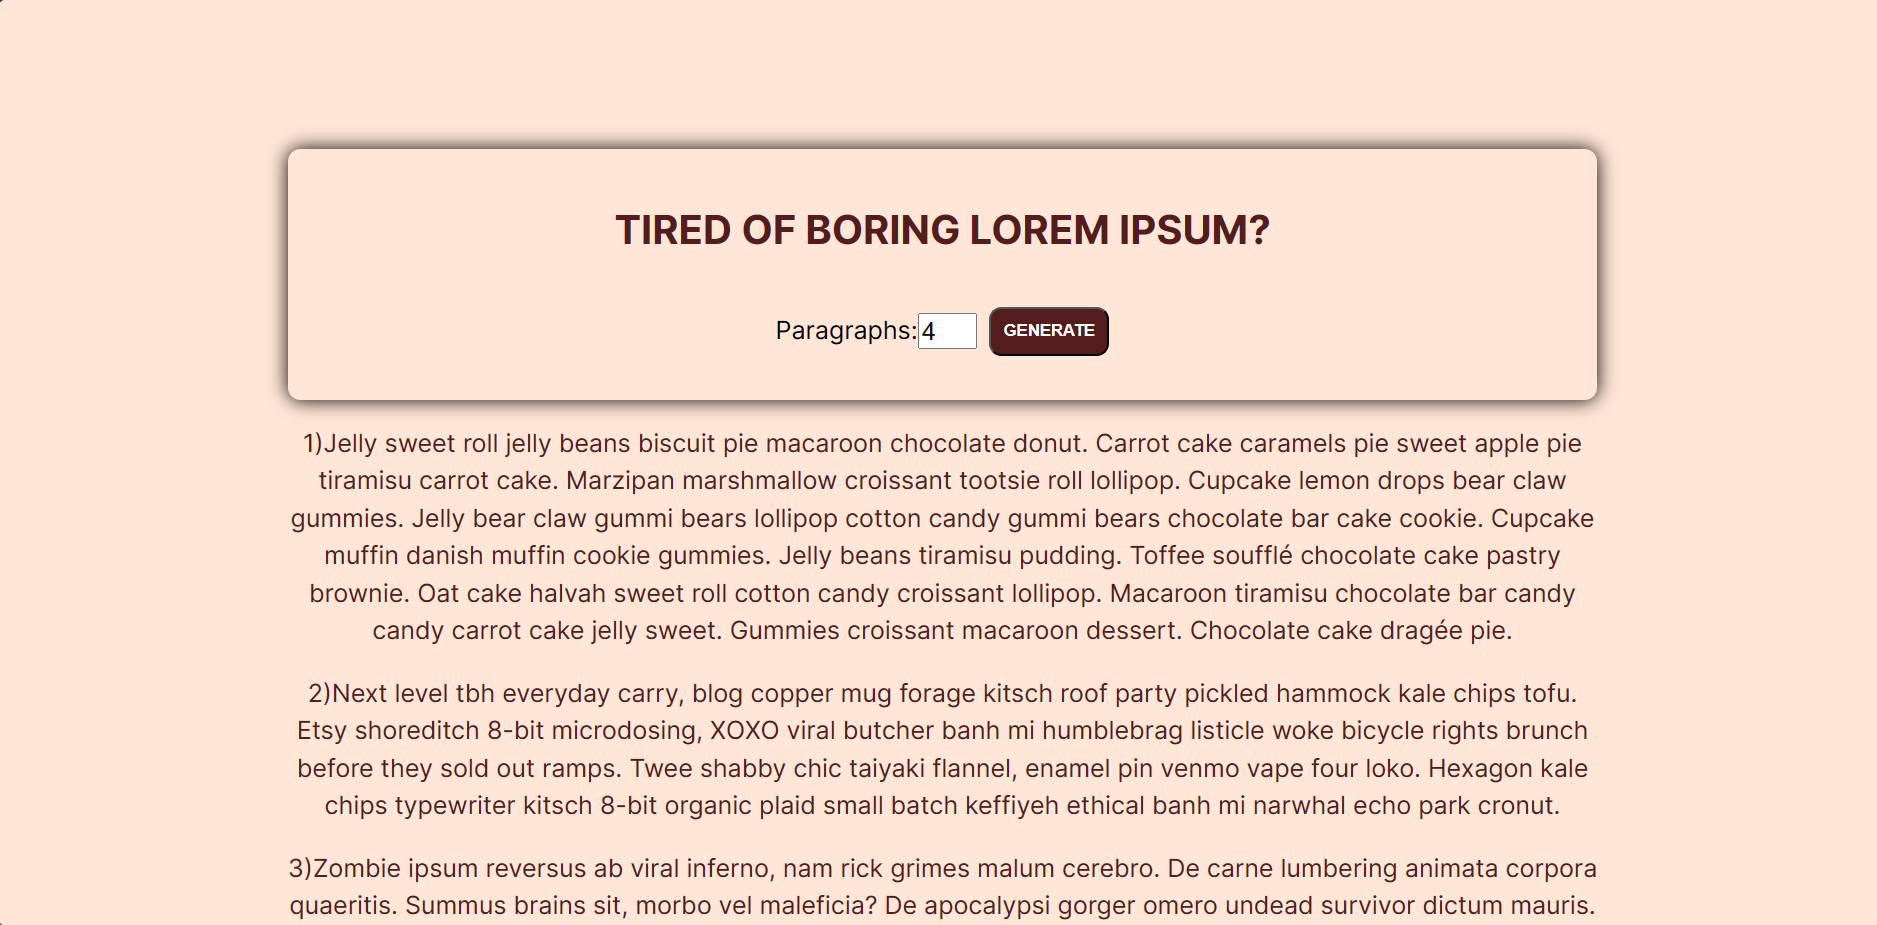 TIRED OF BORING LOREM IPSUM?
Paragraphs: 4 GENERATE
1)Jelly sweet roll jelly beans biscuit pie macaroon chocolate donut. Carrot cake caramels pie sweet apple pie
tiramisu carrot cake. Marzipan marshmallow croissant tootsie roll lollipop. Cupcake lemon drops bear claw
gummies. Jelly bear claw gummi bears lollipop cotton candy gummi bears chocolate bar cake cookie. Cupcake
muffin danish muffin cookie gummies. Jelly beans tiramisu pudding. Toffee soufflé chocolate cake pastry
brownie. Oat cake halvah sweet roll cotton candy croissant lollipop. Macaroon tiramisu chocolate bar candy
candy carrot cake jelly sweet. Gummies croissant macaroon dessert. Chocolate cake dragée pie.
2)Next level tbh everyday carry, blog copper mug forage kitsch roof party pickled hammock kale chips tofu.
Etsy shoreditch 8-bit microdosing, XOXO viral butcher banh mi humblebrag listicle woke bicycle rights brunch
before they sold out ramps. Twee shabby chic taiyaki flannel, enamel pin venmo vape four loko. Hexagon kale
chips typewriter kitsch 8-bit organic plaid small batch keffiyeh ethical banh mi narwhal echo park cronut.
3)Zombie ipsum reversus ab viral inferno, nam rick grimes malum cerebro. De carne lumbering animata corpora
quaeritis. Summus brains sit, morbo vel maleficia? De apocalypsi gorger omero undead survivor dictum mauris.